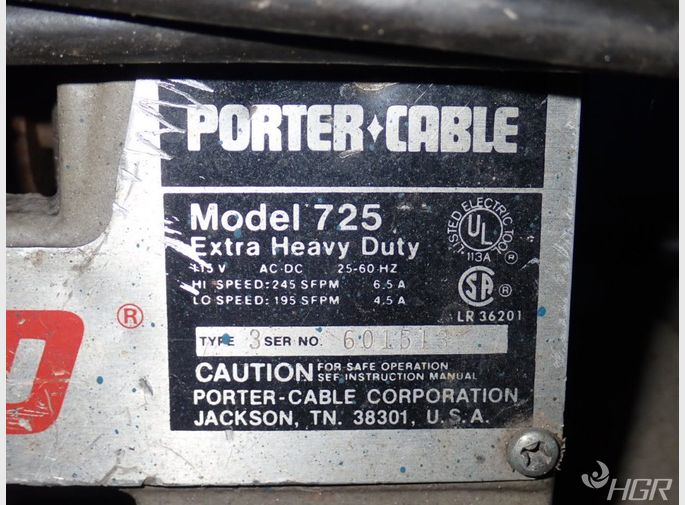 PORTER♦CABLE
Model 725
Extra Heavy Duty
115 V AC-DC 25-60 HZ
HI SPEED: 245 SFPM 6.5 A
LO SPEED: 195 SFPM 4.5 A
LISTED ELECTRIC TOOL
UL
113A
®
SA
®
LR 36201
®
TYPE 3 SER NO. 601513
CAUTION FOR SAFE OPERATION
SEE INSTRUCTION MANUAL
PORTER-CABLE CORPORATION
JACKSON, TN. 38301, U.S.A.
HGR